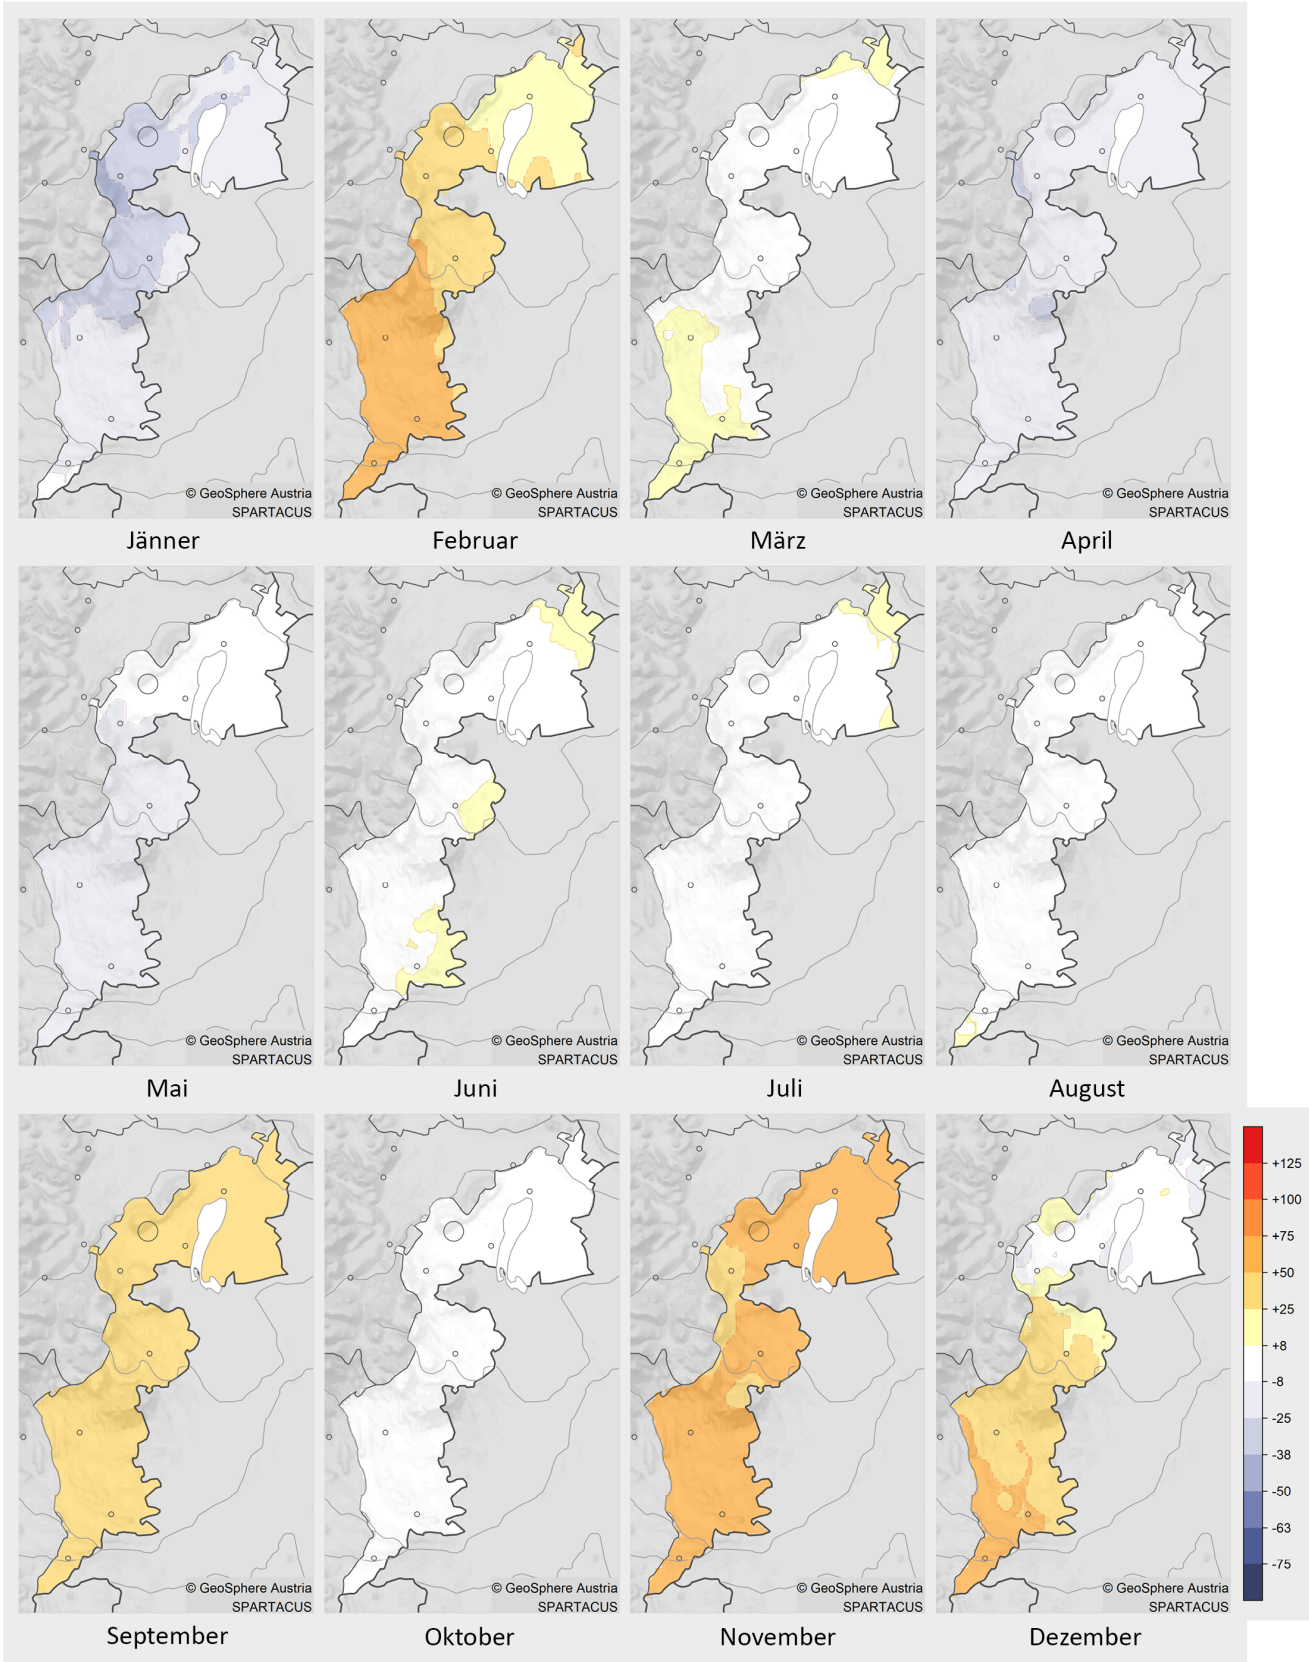 © GeoSphere Austria
SPARTACUS
© GeoSphere Austria
SPARTACUS
© GeoSphere Austria
SPARTACUS
© GeoSphere Austria
SPARTACUS
Jänner
Februar
März
April
© GeoSphere Austria
SPARTACUS
© GeoSphere Austria
SPARTACUS
© GeoSphere Austria
SPARTACUS
© GeoSphere Austria
SPARTACUS
Mai
Juni
Juli
August
© GeoSphere Austria
SPARTACUS
© GeoSphere Austria
SPARTACUS
© GeoSphere Austria
SPARTACUS
© GeoSphere Austria
SPARTACUS
September
Oktober
November
Dezember
+125
+100
+75
+50
+25
+8
-8
-25
-38
-50
-63
-75